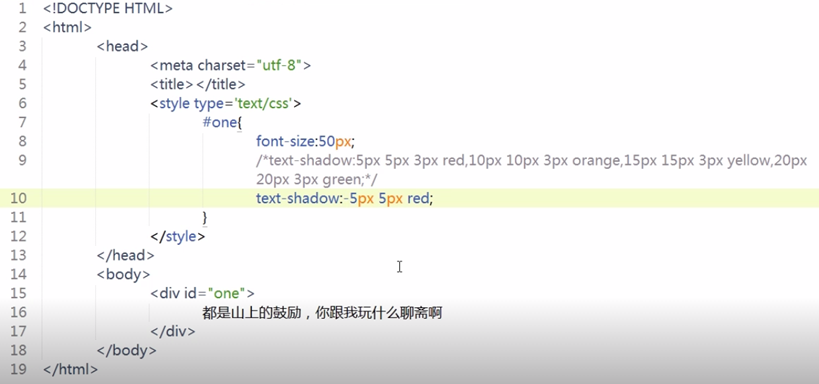 1 <!DOCTYPE HTML>
2 <html>
3 <head>
4 <meta charset="utf-8">
5 <title></title>
6 <style type='text/css'>
7 #one{
8 font-size:50px;
9 /*text-shadow:5px 5px 3px red,10px 10px 3px orange,15px 15px 3px yellow,20px
20px 3px green;*/
10 text-shadow:-5px 5px red;
11 }
12 </style>
13 </head>
14 <body>
15 <div id="one">
16 都是山上的鼓励，你跟我玩什么聊斋啊
17 </div>
18 </body>
19 </html>